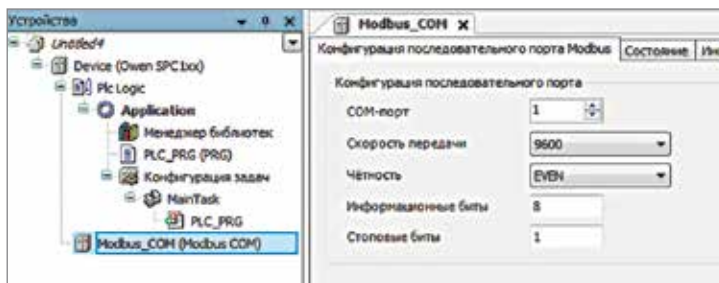 Устройства
Untitled4
Device (Owen SPC1xx)
Plc Logic
Application
Менеджер библиотек
PLC_PRG (PRG)
Конфигурация задач
MainTask
PLC_PRG
Modbus_COM (Modbus COM)
Modbus_COM
Конфигурация последовательного порта Modbus
Состояние
Конфигурация последовательного порта
COM-порт 1
Скорость передачи 9600
Чётность EVEN
Информационные биты 8
Стоповые биты 1